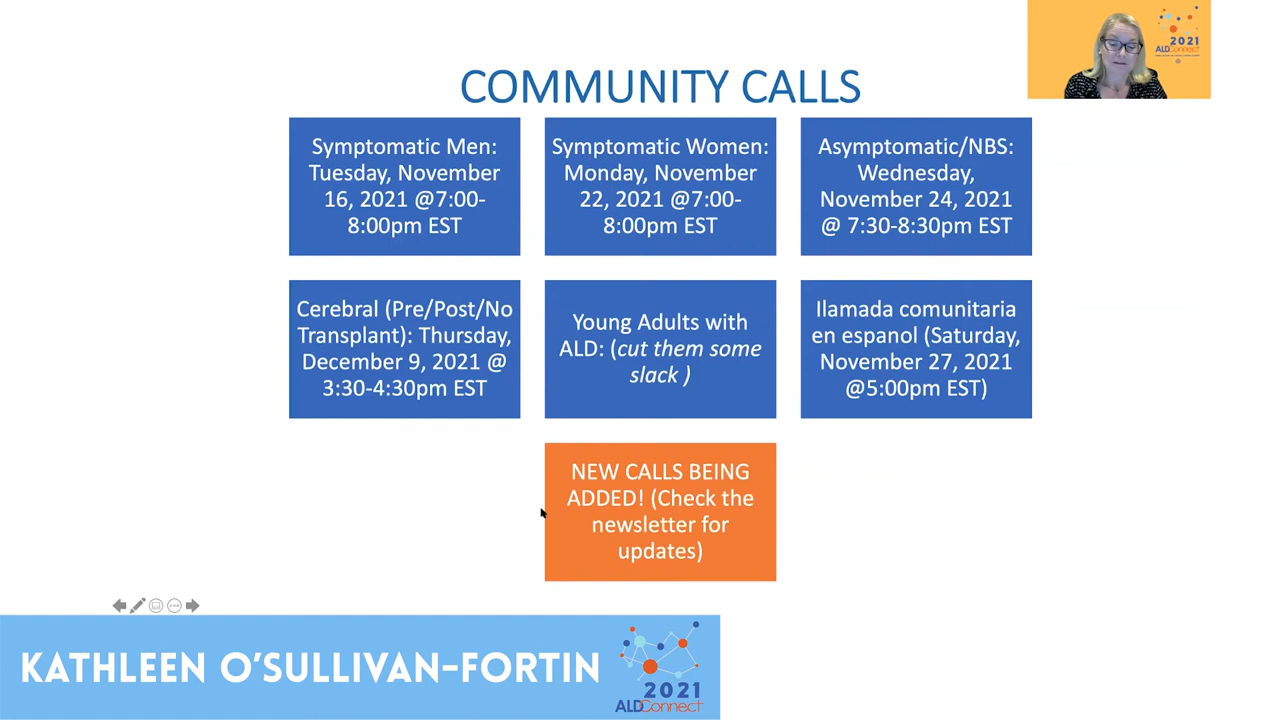 COMMUNITY CALLS
2021
ALDConnect
Symptomatic Men:
Tuesday, November
16, 2021 @7:00-
8:00pm EST
Symptomatic Women:
Monday, November
22, 2021 @7:00-
8:00pm EST
Asymptomatic/NBS:
Wednesday,
November 24, 2021
@ 7:30-8:30pm EST
Cerebral (Pre/Post/No
Transplant): Thursday,
December 9, 2021 @
3:30-4:30pm EST
Young Adults with
ALD: (cut them some
slack )
Ilamada comunitaria
en espanol (Saturday,
November 27, 2021
@5:00pm EST)
NEW CALLS BEING
ADDED! (Check the
newsletter for
updates)
KATHLEEN O'SULLIVAN-FORTIN
2021
ALDConnect